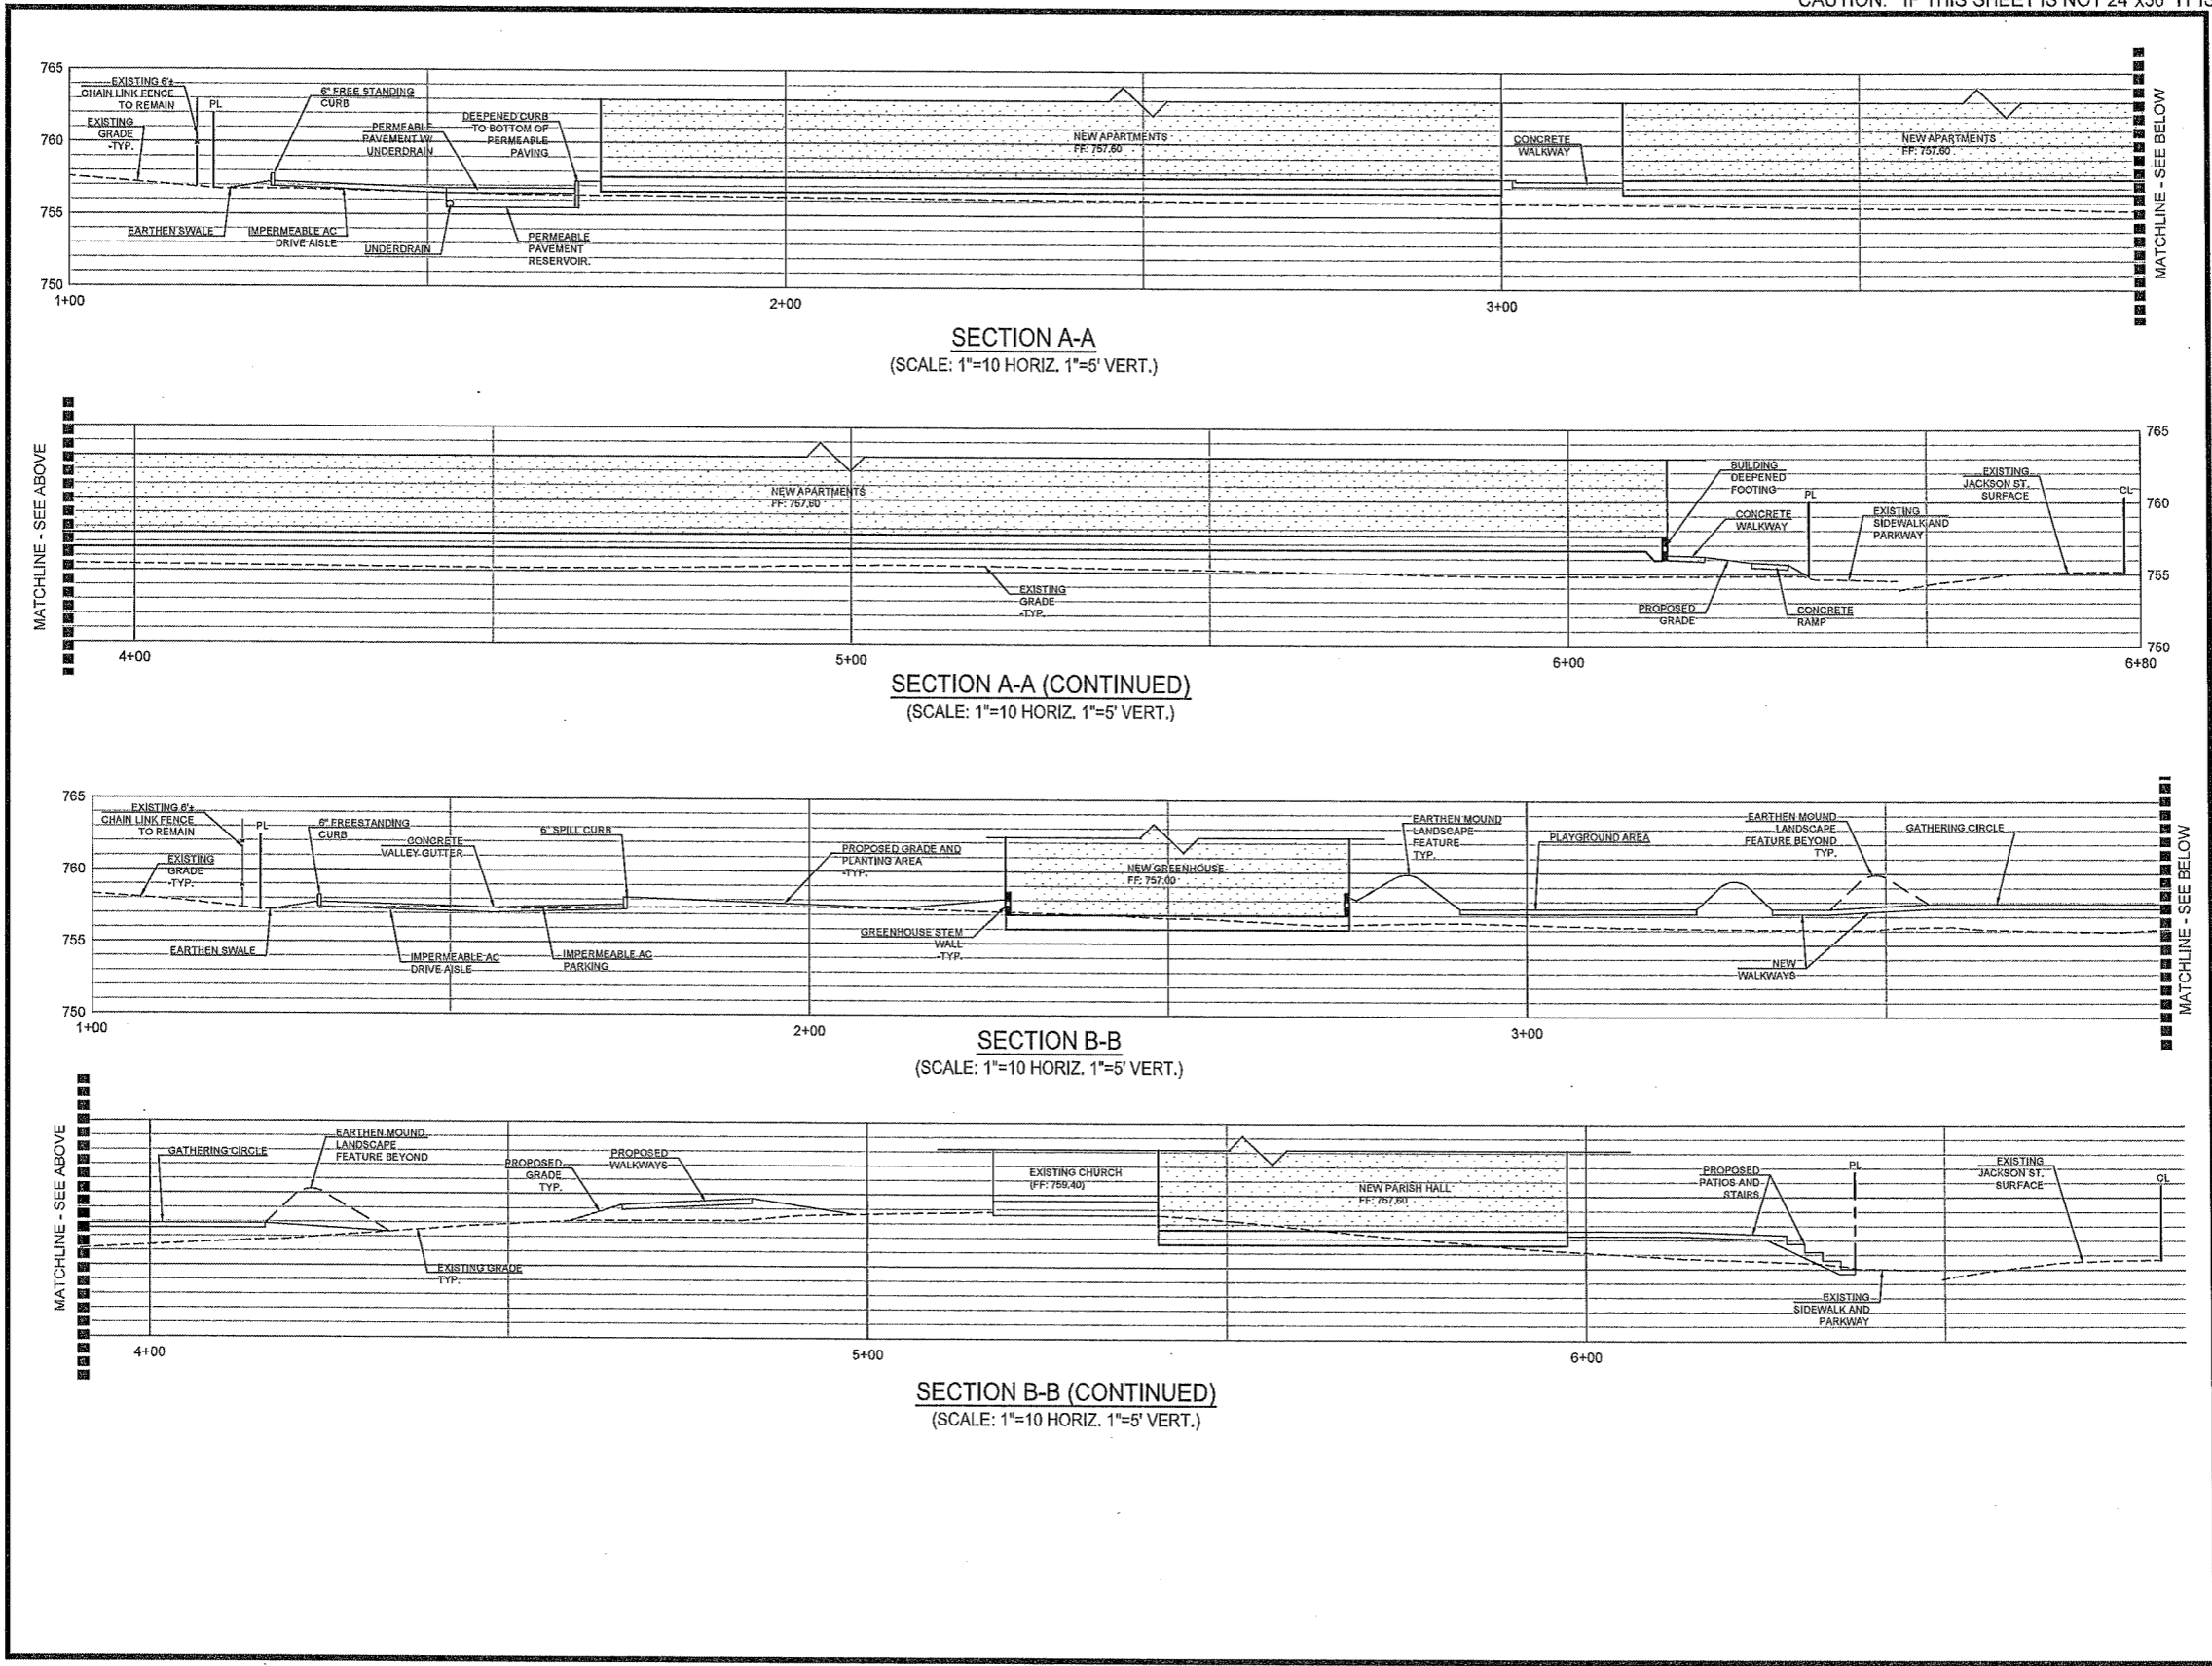 CAUTION: IF THIS SHEET IS NOT 24"X36" IT IS
765
760
755
750
EXISTING 6'±
CHAIN LINK FENCE
TO REMAIN
PL
EXISTING
GRADE
-TYP.
6" FREE STANDING
CURB
PERMEABLE
PAVEMENT W/
UNDERDRAIN
DEEPENED CURB
TO BOTTOM OF
PERMEABLE
PAVING
NEW APARTMENTS
FF: 757.60
CONCRETE
WALKWAY
NEW APARTMENTS
FF: 757.60
EARTHEN SWALE
IMPERMEABLE AC
DRIVE AISLE
UNDERDRAIN
PERMEABLE
PAVEMENT
RESERVOIR.
MATCHLINE - SEE BELOW
1+00
2+00
3+00
SECTION A-A
(SCALE: 1"=10 HORIZ. 1"=5' VERT.)
MATCHLINE - SEE ABOVE
NEW APARTMENTS
FF: 757.60
BUILDING
DEEPENED
FOOTING
CONCRETE
WALKWAY
PL
EXISTING
SIDEWALK AND
PARKWAY
EXISTING
JACKSON ST.
SURFACE
CL
765
760
755
750
EXISTING
GRADE
-TYP.
PROPOSED
GRADE
CONCRETE
RAMP
4+00
5+00
6+00
6+80
SECTION A-A (CONTINUED)
(SCALE: 1"=10 HORIZ. 1"=5' VERT.)
765
760
755
750
EXISTING 6'±
CHAIN LINK FENCE
TO REMAIN
PL
EXISTING
GRADE
-TYP.
6" FREESTANDING
CURB
CONCRETE
VALLEY GUTTER
6" SPILL CURB
PROPOSED GRADE AND
PLANTING AREA
-TYP.
NEW GREENHOUSE
FF: 757.00
EARTHEN MOUND
LANDSCAPE
FEATURE
TYP.
PLAYGROUND AREA
EARTHEN MOUND
LANDSCAPE
FEATURE BEYOND
TYP.
GATHERING CIRCLE
EARTHEN SWALE
IMPERMEABLE AC
DRIVE AISLE
IMPERMEABLE AC
PARKING
GREENHOUSE STEM
WALL
-TYP.
NEW
WALKWAYS
MATCHLINE - SEE BELOW
1+00
2+00
3+00
SECTION B-B
(SCALE: 1"=10 HORIZ. 1"=5' VERT.)
MATCHLINE - SEE ABOVE
GATHERING CIRCLE
EARTHEN MOUND
LANDSCAPE
FEATURE BEYOND
PROPOSED
GRADE
TYP.
PROPOSED
WALKWAYS
EXISTING CHURCH
(FF: 759.40)
NEW PARISH HALL
FF: 757.60
PROPOSED
PATIOS AND
STAIRS
PL
EXISTING
JACKSON ST.
SURFACE
CL
EXISTING GRADE
TYP.
EXISTING
SIDEWALK AND
PARKWAY
4+00
5+00
6+00
SECTION B-B (CONTINUED)
(SCALE: 1"=10 HORIZ. 1"=5' VERT.)